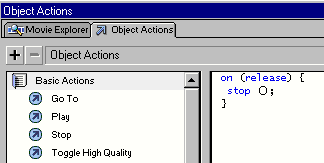 Object Actions
Movie Explorer Object Actions
Object Actions
Basic Actions
Go To
Play
Stop
Toggle High Quality
on (release) {
stop ();
}